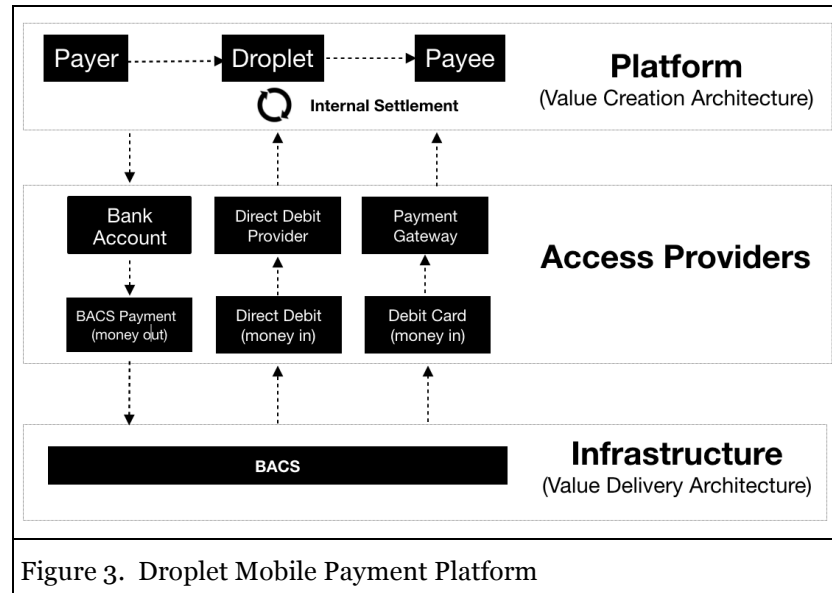 Payer
Droplet
Payee
Platform
(Value Creation Architecture)
Internal Settlement
Bank
Account
Direct Debit
Provider
Payment
Gateway
Access Providers
BACS Payment
(money out)
Direct Debit
(money in)
Debit Card
(money in)
BACS
Infrastructure
(Value Delivery Architecture)
Figure 3. Droplet Mobile Payment Platform